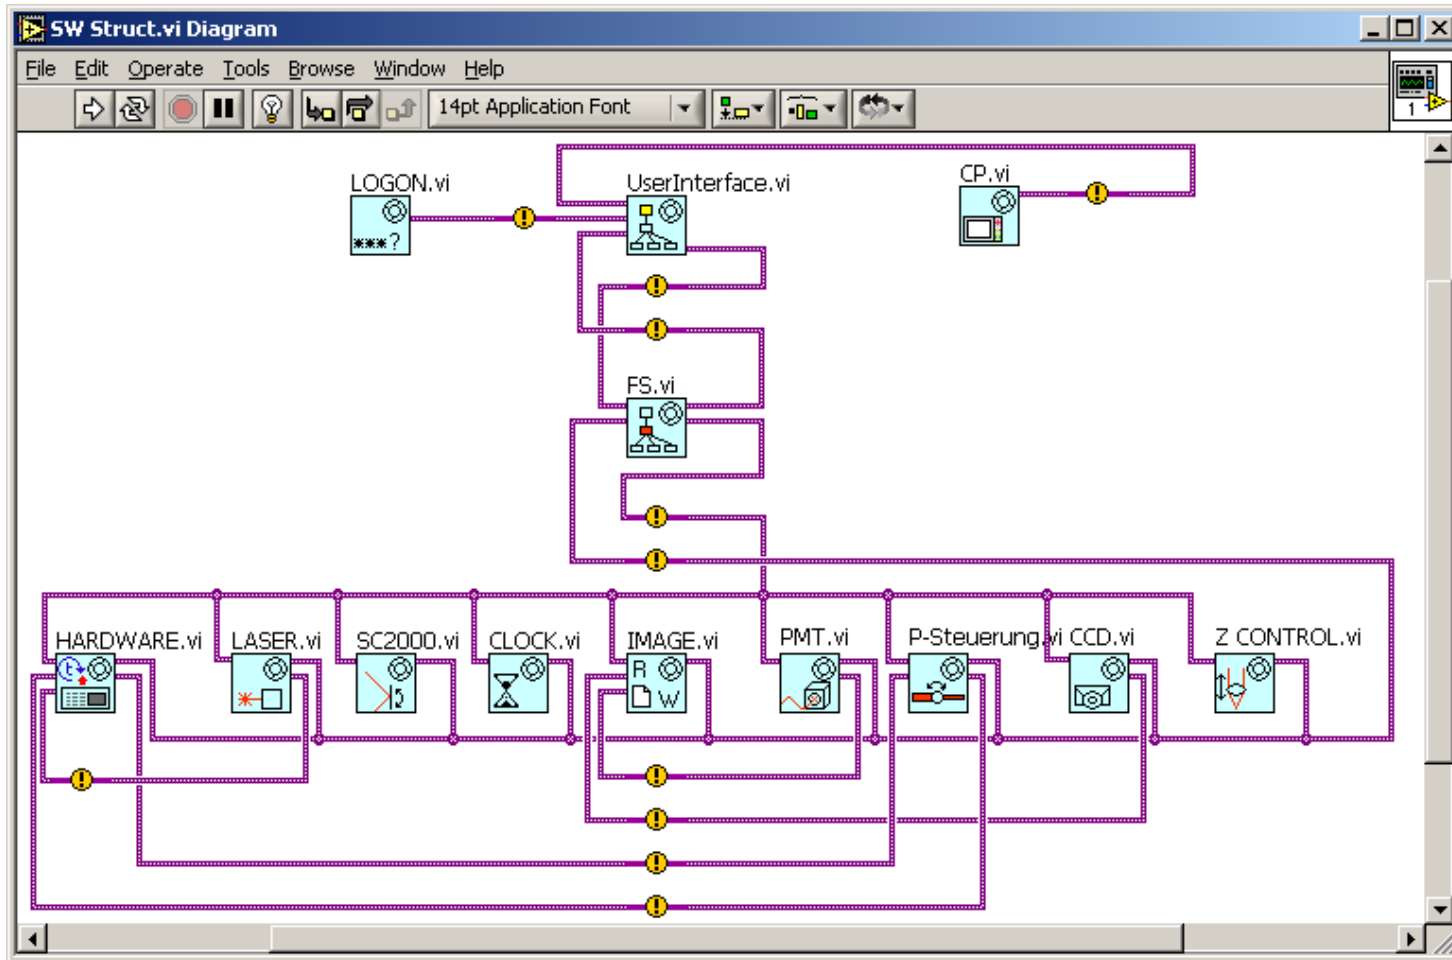 SW Struct.vi Diagram
File Edit Operate Tools Browse Window Help
14pt Application Font
1
LOGON.vi
UserInterface.vi
CP.vi
***?
FS.vi
HARDWARE.vi
LASER.vi
SC2000.vi
CLOCK.vi
IMAGE.vi
PMT.vi
P-Steuerung.vi
CCD.vi
Z CONTROL.vi
t
R
W